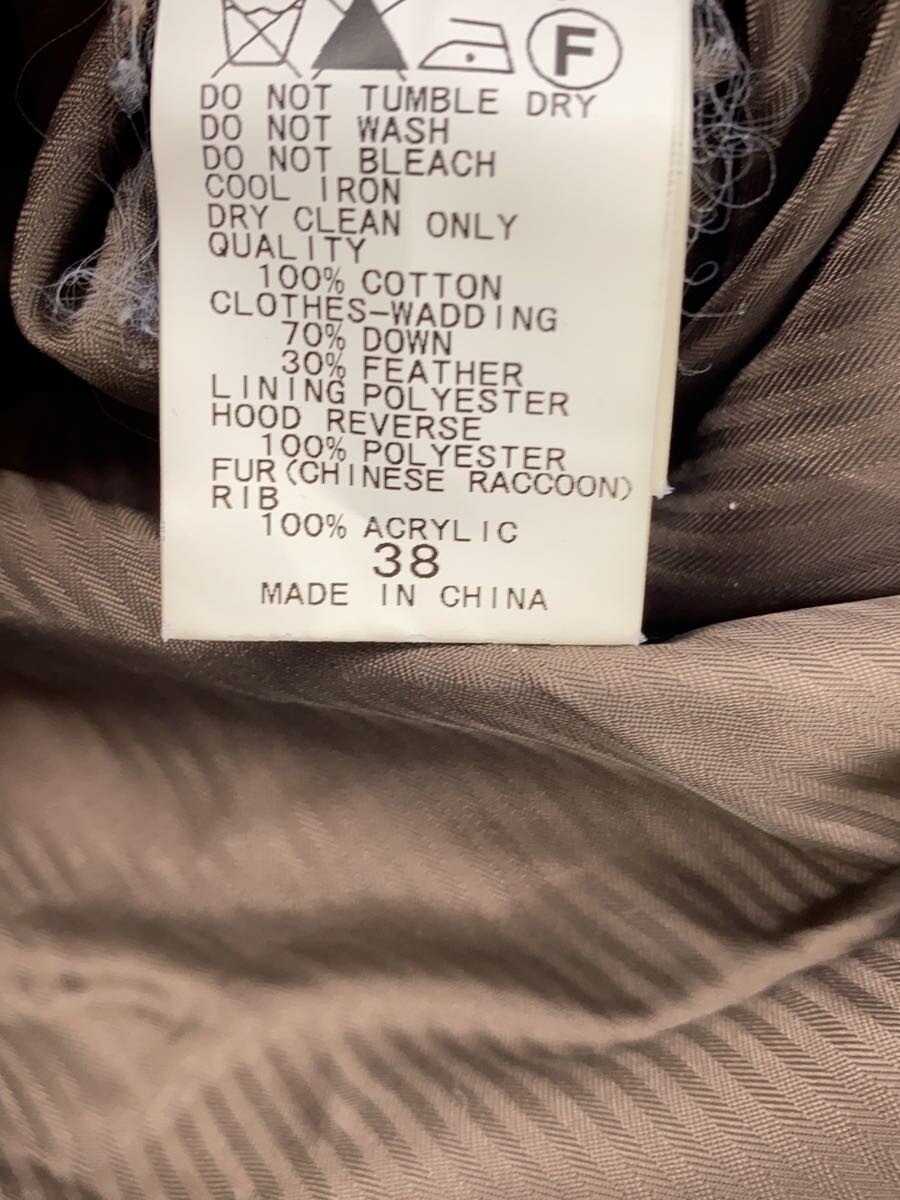 F
DO NOT TUMBLE DRY
DO NOT WASH
DO NOT BLEACH
COOL IRON
DRY CLEAN ONLY
QUALITY
100% COTTON
CLOTHES-WADDING
70% DOWN
30% FEATHER
LINING POLYESTER
HOOD REVERSE
100% POLYESTER
FUR(CHINESE RACCOON)
RIB
100% ACRYLIC
38
MADE IN CHINA